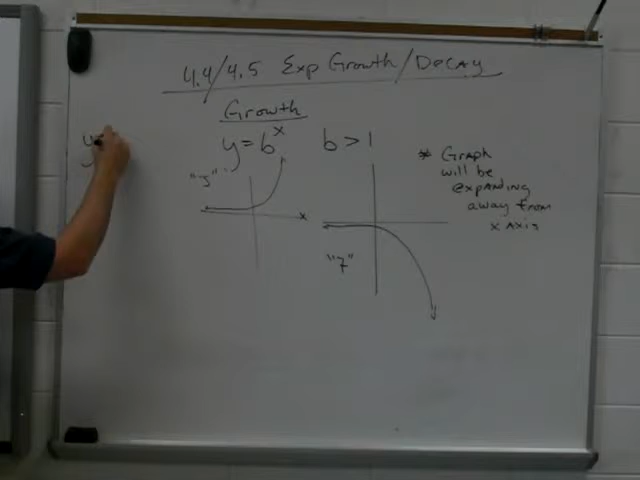 4.4/4.5 Exp Growth/Decay
Growth
y = b^x b > 1
y
"J"
x
* Graph
will be
expanding
away from
x axis